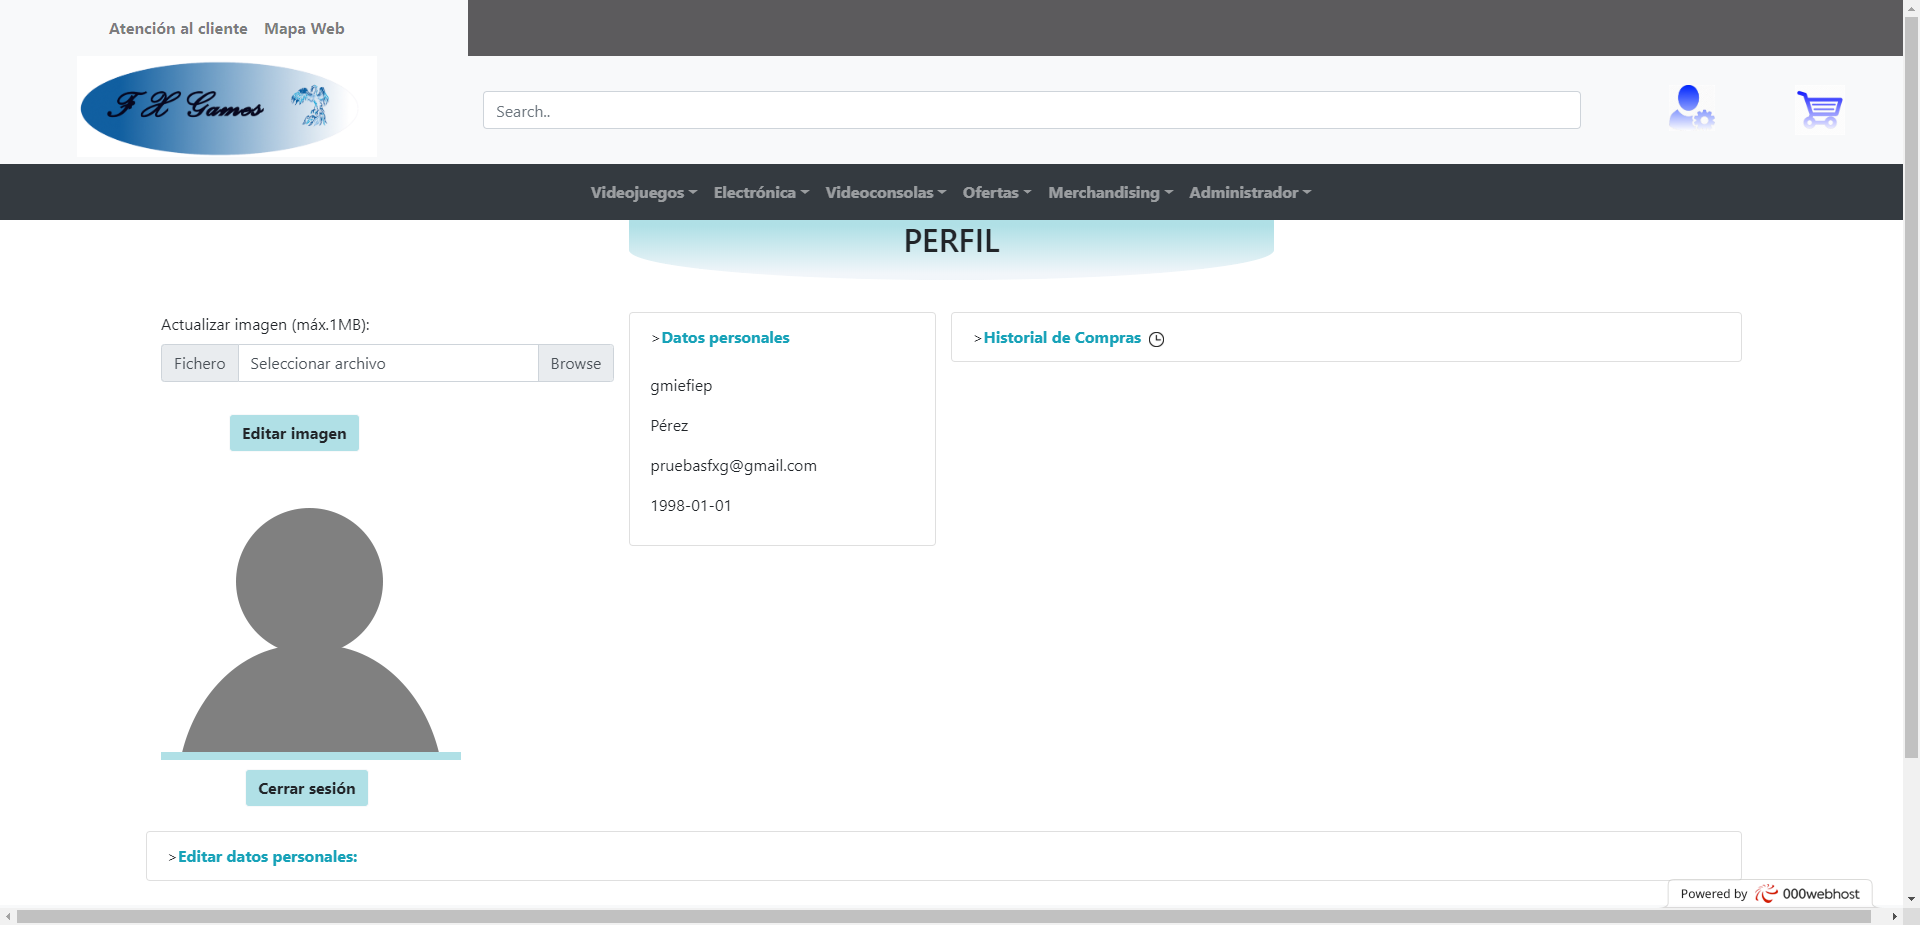 Atención al cliente Mapa Web
F X Games
Search..
Videojuegos Electrónica Videoconsolas Ofertas Merchandising Administrador
PERFIL
Actualizar imagen (máx.1MB):
Fichero Seleccionar archivo Browse
Editar imagen
Cerrar sesión
>Datos personales
gmiefiep
Pérez
pruebasfxg@gmail.com
1998-01-01
>Historial de Compras
>Editar datos personales:
Powered by 000webhost